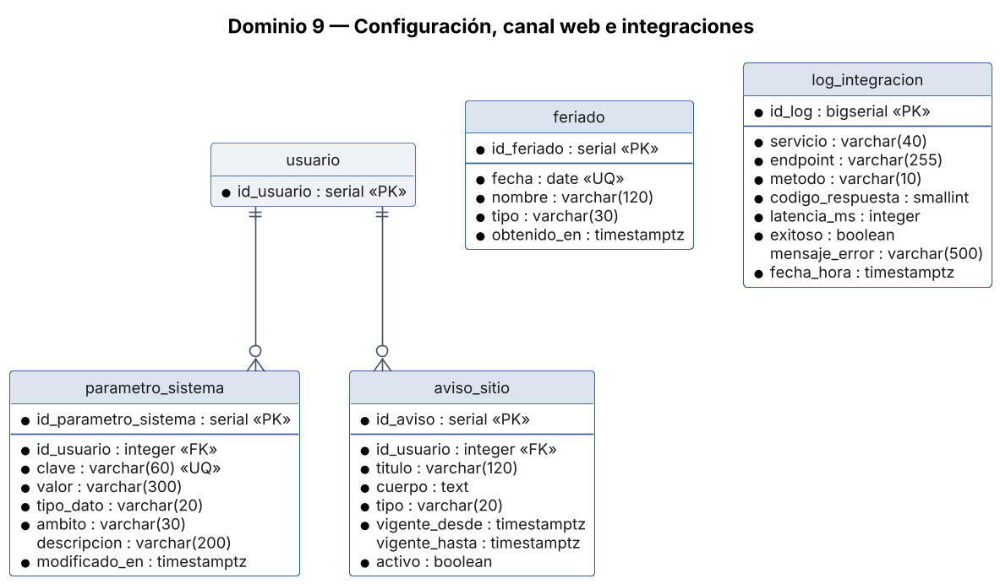 Dominio 9 — Configuración, canal web e integraciones
usuario
id_usuario : serial «PK»
feriado
id_feriado : serial «PK»
fecha : date «UQ»
nombre : varchar(120)
tipo : varchar(30)
obtenido_en : timestamptz
log_integracion
id_log : bigserial «PK»
servicio : varchar(40)
endpoint : varchar(255)
metodo : varchar(10)
codigo_respuesta : smallint
latencia_ms : integer
exitoso : boolean
mensaje_error : varchar(500)
fecha_hora : timestamptz
parametro_sistema
id_parametro_sistema : serial «PK»
id_usuario : integer «FK»
clave : varchar(60) «UQ»
valor : varchar(300)
tipo_dato : varchar(20)
ambito : varchar(30)
descripcion : varchar(200)
modificado_en : timestamptz
aviso_sitio
id_aviso : serial «PK»
id_usuario : integer «FK»
titulo : varchar(120)
cuerpo : text
tipo : varchar(20)
vigente_desde : timestamptz
vigente_hasta : timestamptz
activo : boolean